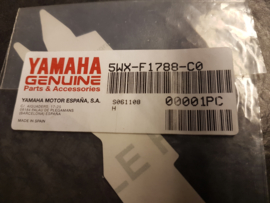 YAMAHA
GENUINE
Parts & Accessories
5WX-F1788-C0
YAMAHA MOTOR ESPAÑA, S.A.
S061108
H
00001PC